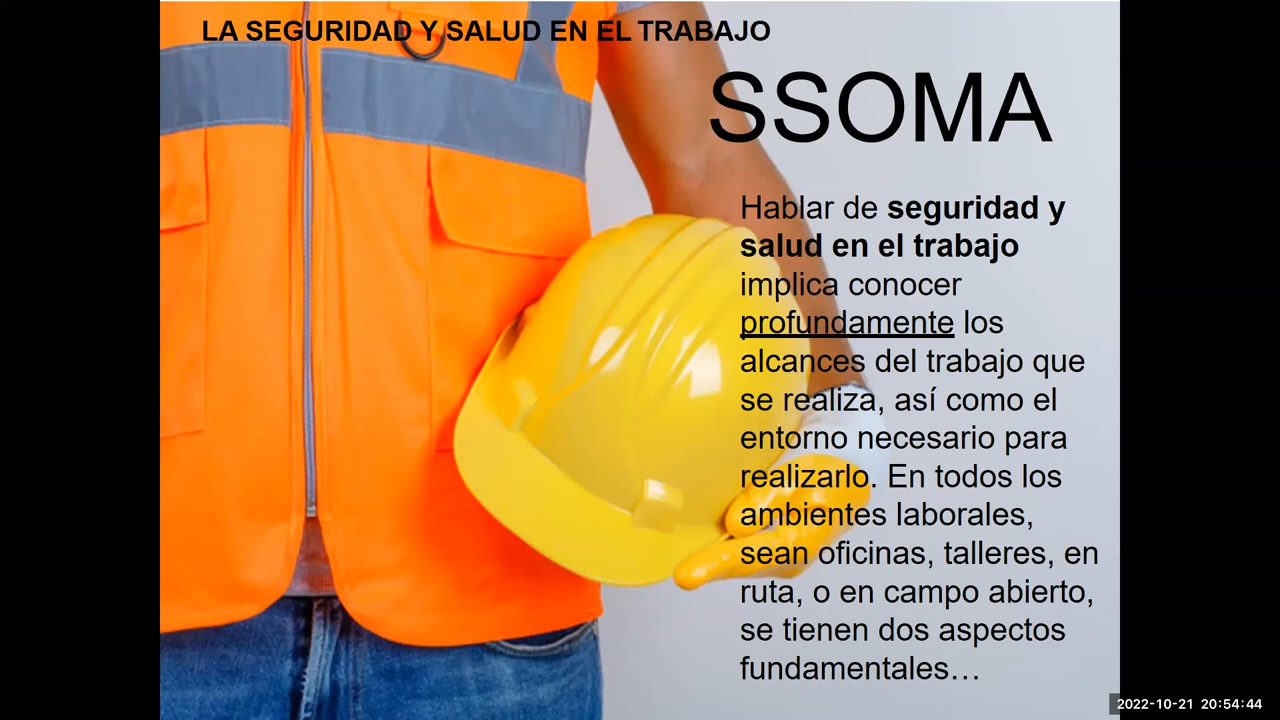 LA SEGURIDAD Y SALUD EN EL TRABAJO
SSOMA
Hablar de seguridad y
salud en el trabajo
implica conocer
profundamente los
alcances del trabajo que
se realiza, así como el
entorno necesario para
realizarlo. En todos los
ambientes laborales,
sean oficinas, talleres, en
ruta, o en campo abierto,
se tienen dos aspectos
fundamentales…
2022-10-21 20:54:44